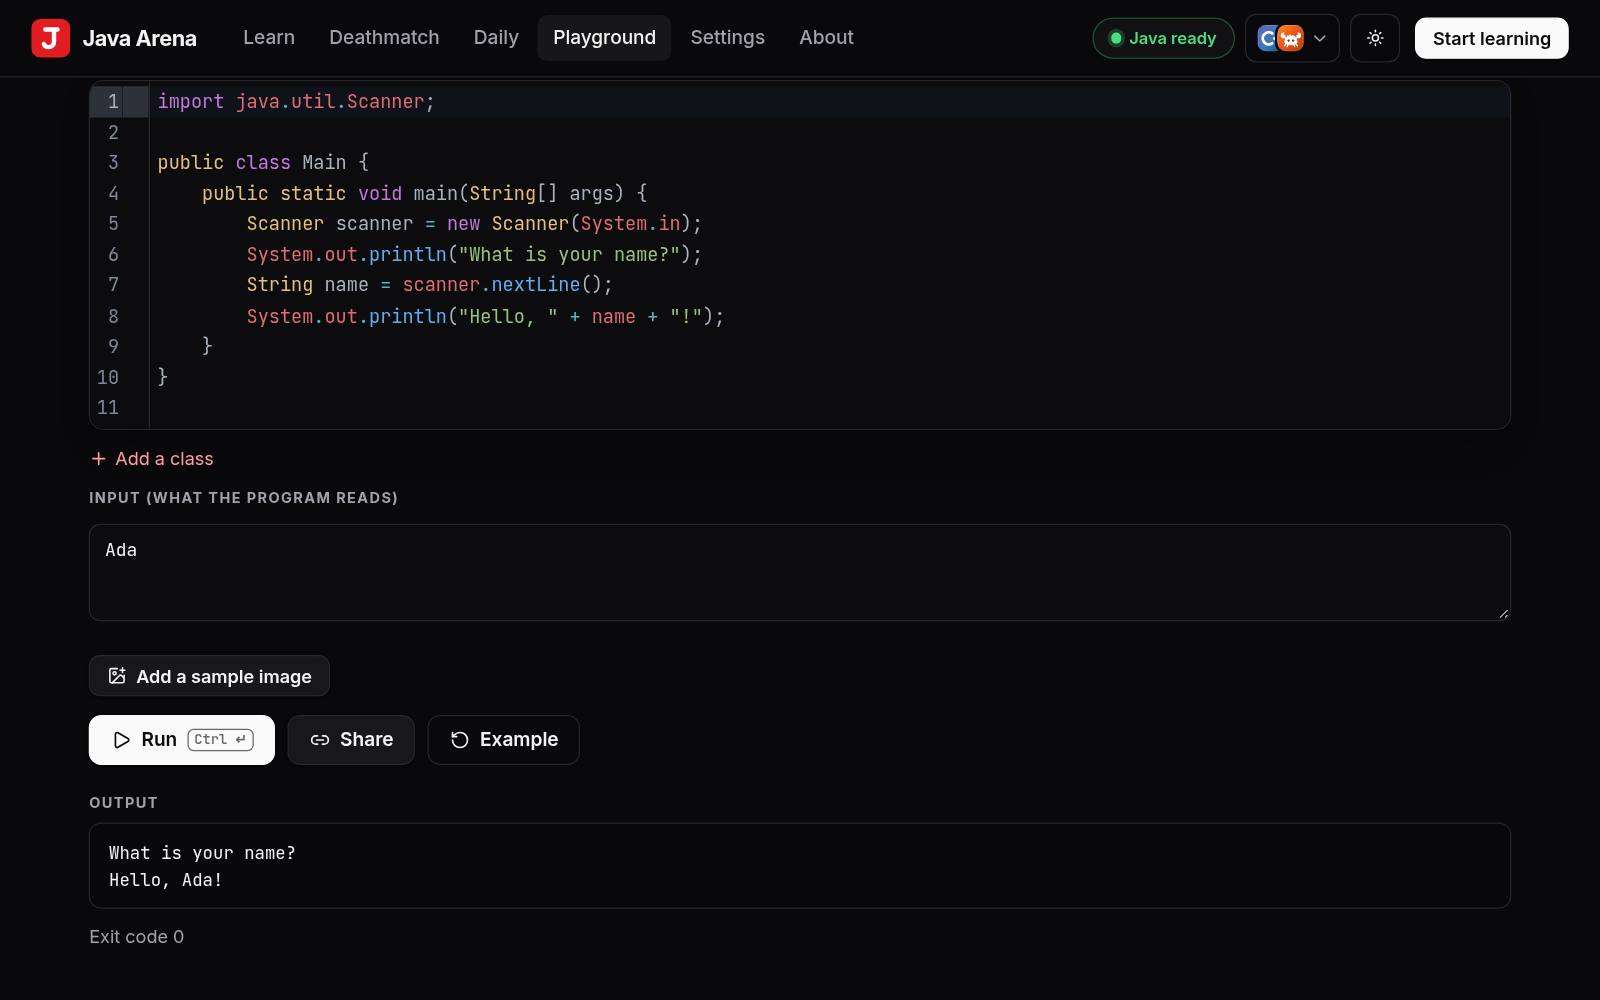 Java Arena
Learn
Deathmatch
Daily
Playground
Settings
About
Java ready
Start learning
1 import java.util.Scanner;
2
3 public class Main {
4     public static void main(String[] args) {
5         Scanner scanner = new Scanner(System.in);
6         System.out.println("What is your name?");
7         String name = scanner.nextLine();
8         System.out.println("Hello, " + name + "!");
9     }
10 }
11
+ Add a class
INPUT (WHAT THE PROGRAM READS)
Ada
Add a sample image
Run Ctrl ↵
Share
Example
OUTPUT
What is your name?
Hello, Ada!
Exit code 0